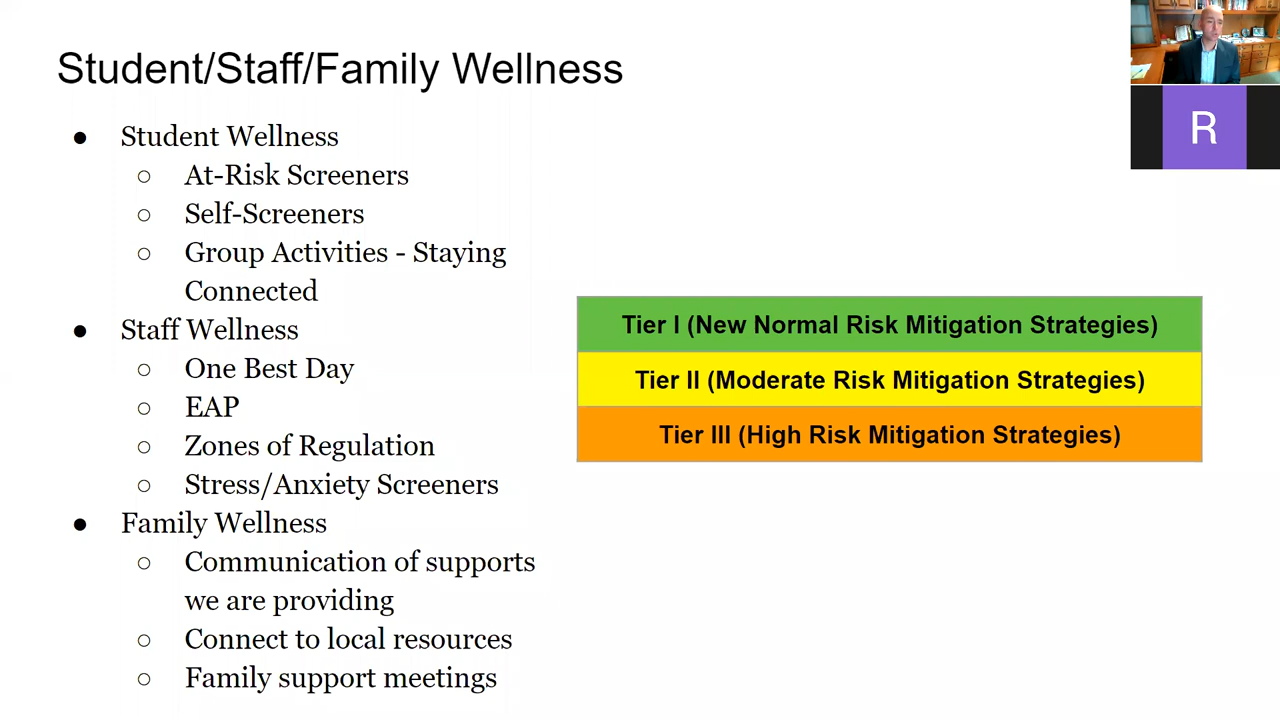 Student/Staff/Family Wellness
● Student Wellness
○ At-Risk Screeners
○ Self-Screeners
○ Group Activities - Staying
Connected
● Staff Wellness
○ One Best Day
○ EAP
○ Zones of Regulation
○ Stress/Anxiety Screeners
● Family Wellness
○ Communication of supports
we are providing
○ Connect to local resources
○ Family support meetings
Tier I (New Normal Risk Mitigation Strategies)
Tier II (Moderate Risk Mitigation Strategies)
Tier III (High Risk Mitigation Strategies)
R